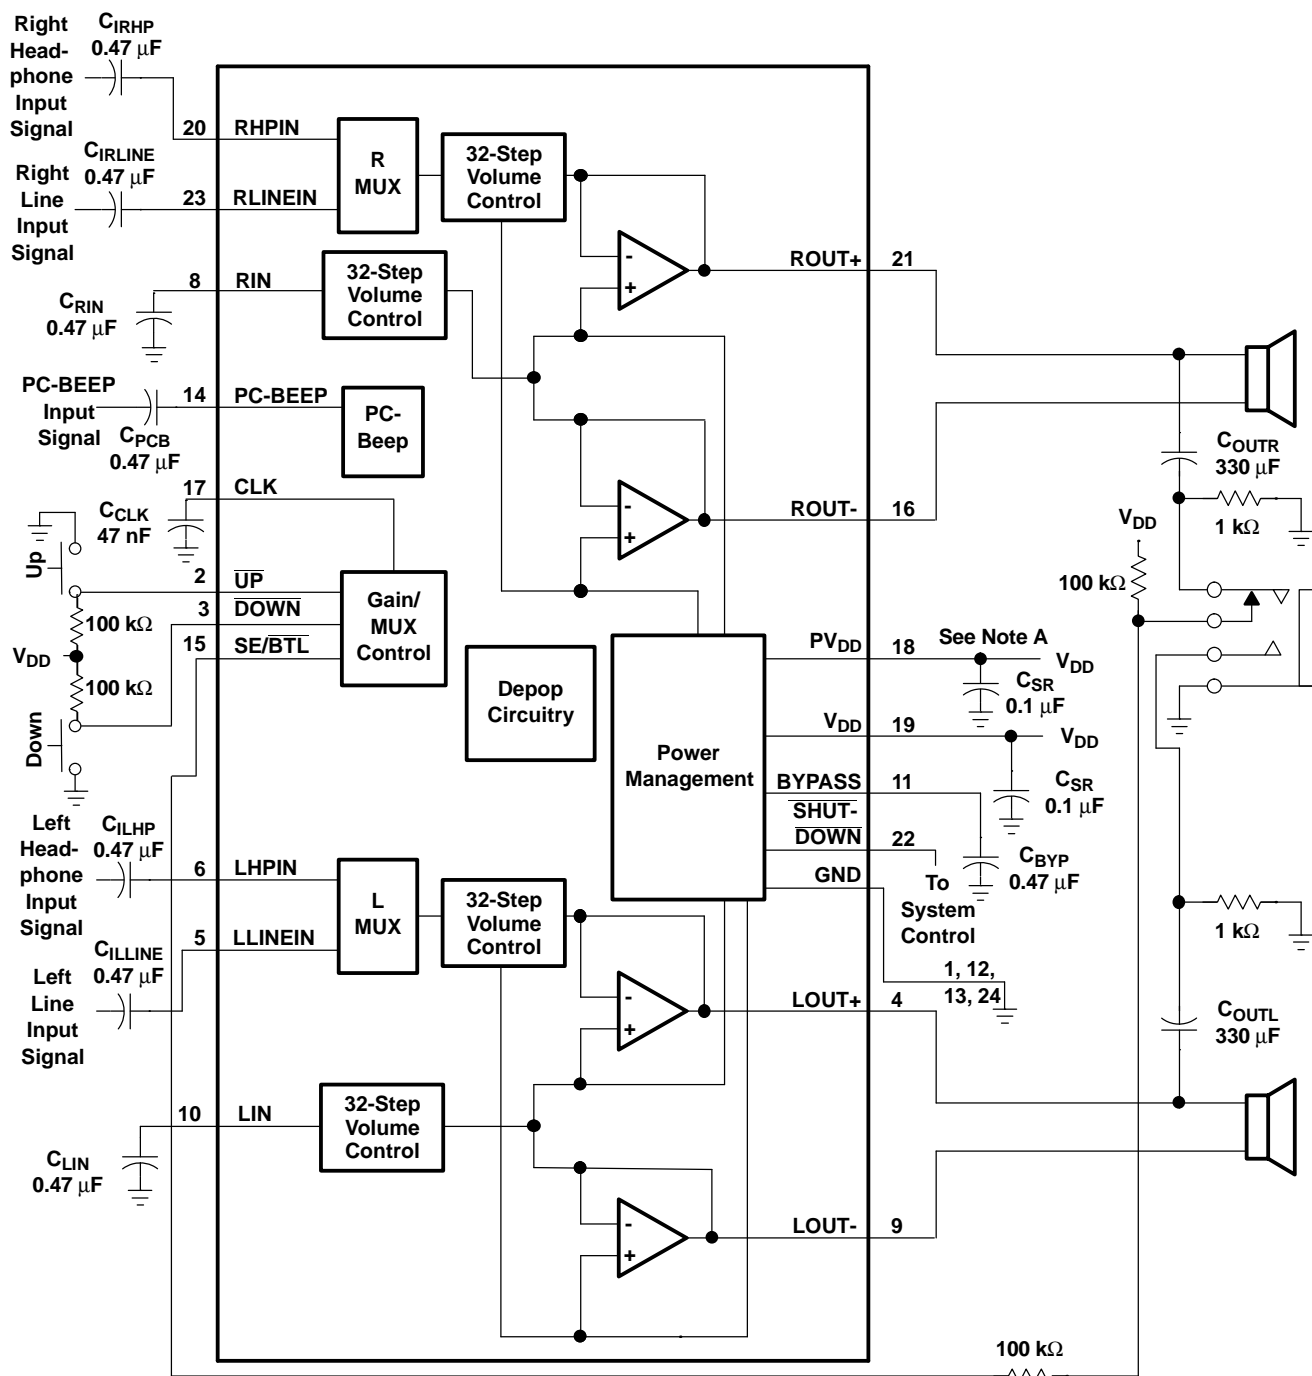 Right
Head-
phone
Input
Signal
CIRHP
0.47 μF
20
RHPIN
CIRLINE
0.47 μF
Right
Line
Input
Signal
23
RLINEIN
R
MUX
32-Step
Volume
Control
8
RIN
32-Step
Volume
Control
CRIN
0.47 μF
-
+
ROUT+
21
PC-BEEP
Input
Signal
14
PC-BEEP
CPCB
0.47 μF
PC-
Beep
17
CLK
CCLK
47 nF
-
+
ROUT-
16
COUTR
330 μF
1 kΩ
VDD
100 kΩ
Up
2
UP
3
DOWN
15
SE/BTL
100 kΩ
VDD
100 kΩ
Down
Gain/
MUX
Control
Depop
Circuitry
Power
Management
PVDD
18
See Note A
VDD
CSR
0.1 μF
VDD
19
VDD
CSR
0.1 μF
BYPASS
11
SHUT-
DOWN
22
CBYP
0.47 μF
GND
To
System
Control
1, 12,
13, 24
Left
Head-
phone
Input
Signal
CILHP
0.47 μF
6
LHPIN
CILLINE
0.47 μF
5
LLINEIN
Left
Line
Input
Signal
L
MUX
32-Step
Volume
Control
-
+
LOUT+
4
1 kΩ
COUTL
330 μF
10
LIN
32-Step
Volume
Control
CLIN
0.47 μF
-
+
LOUT-
9
100 kΩ